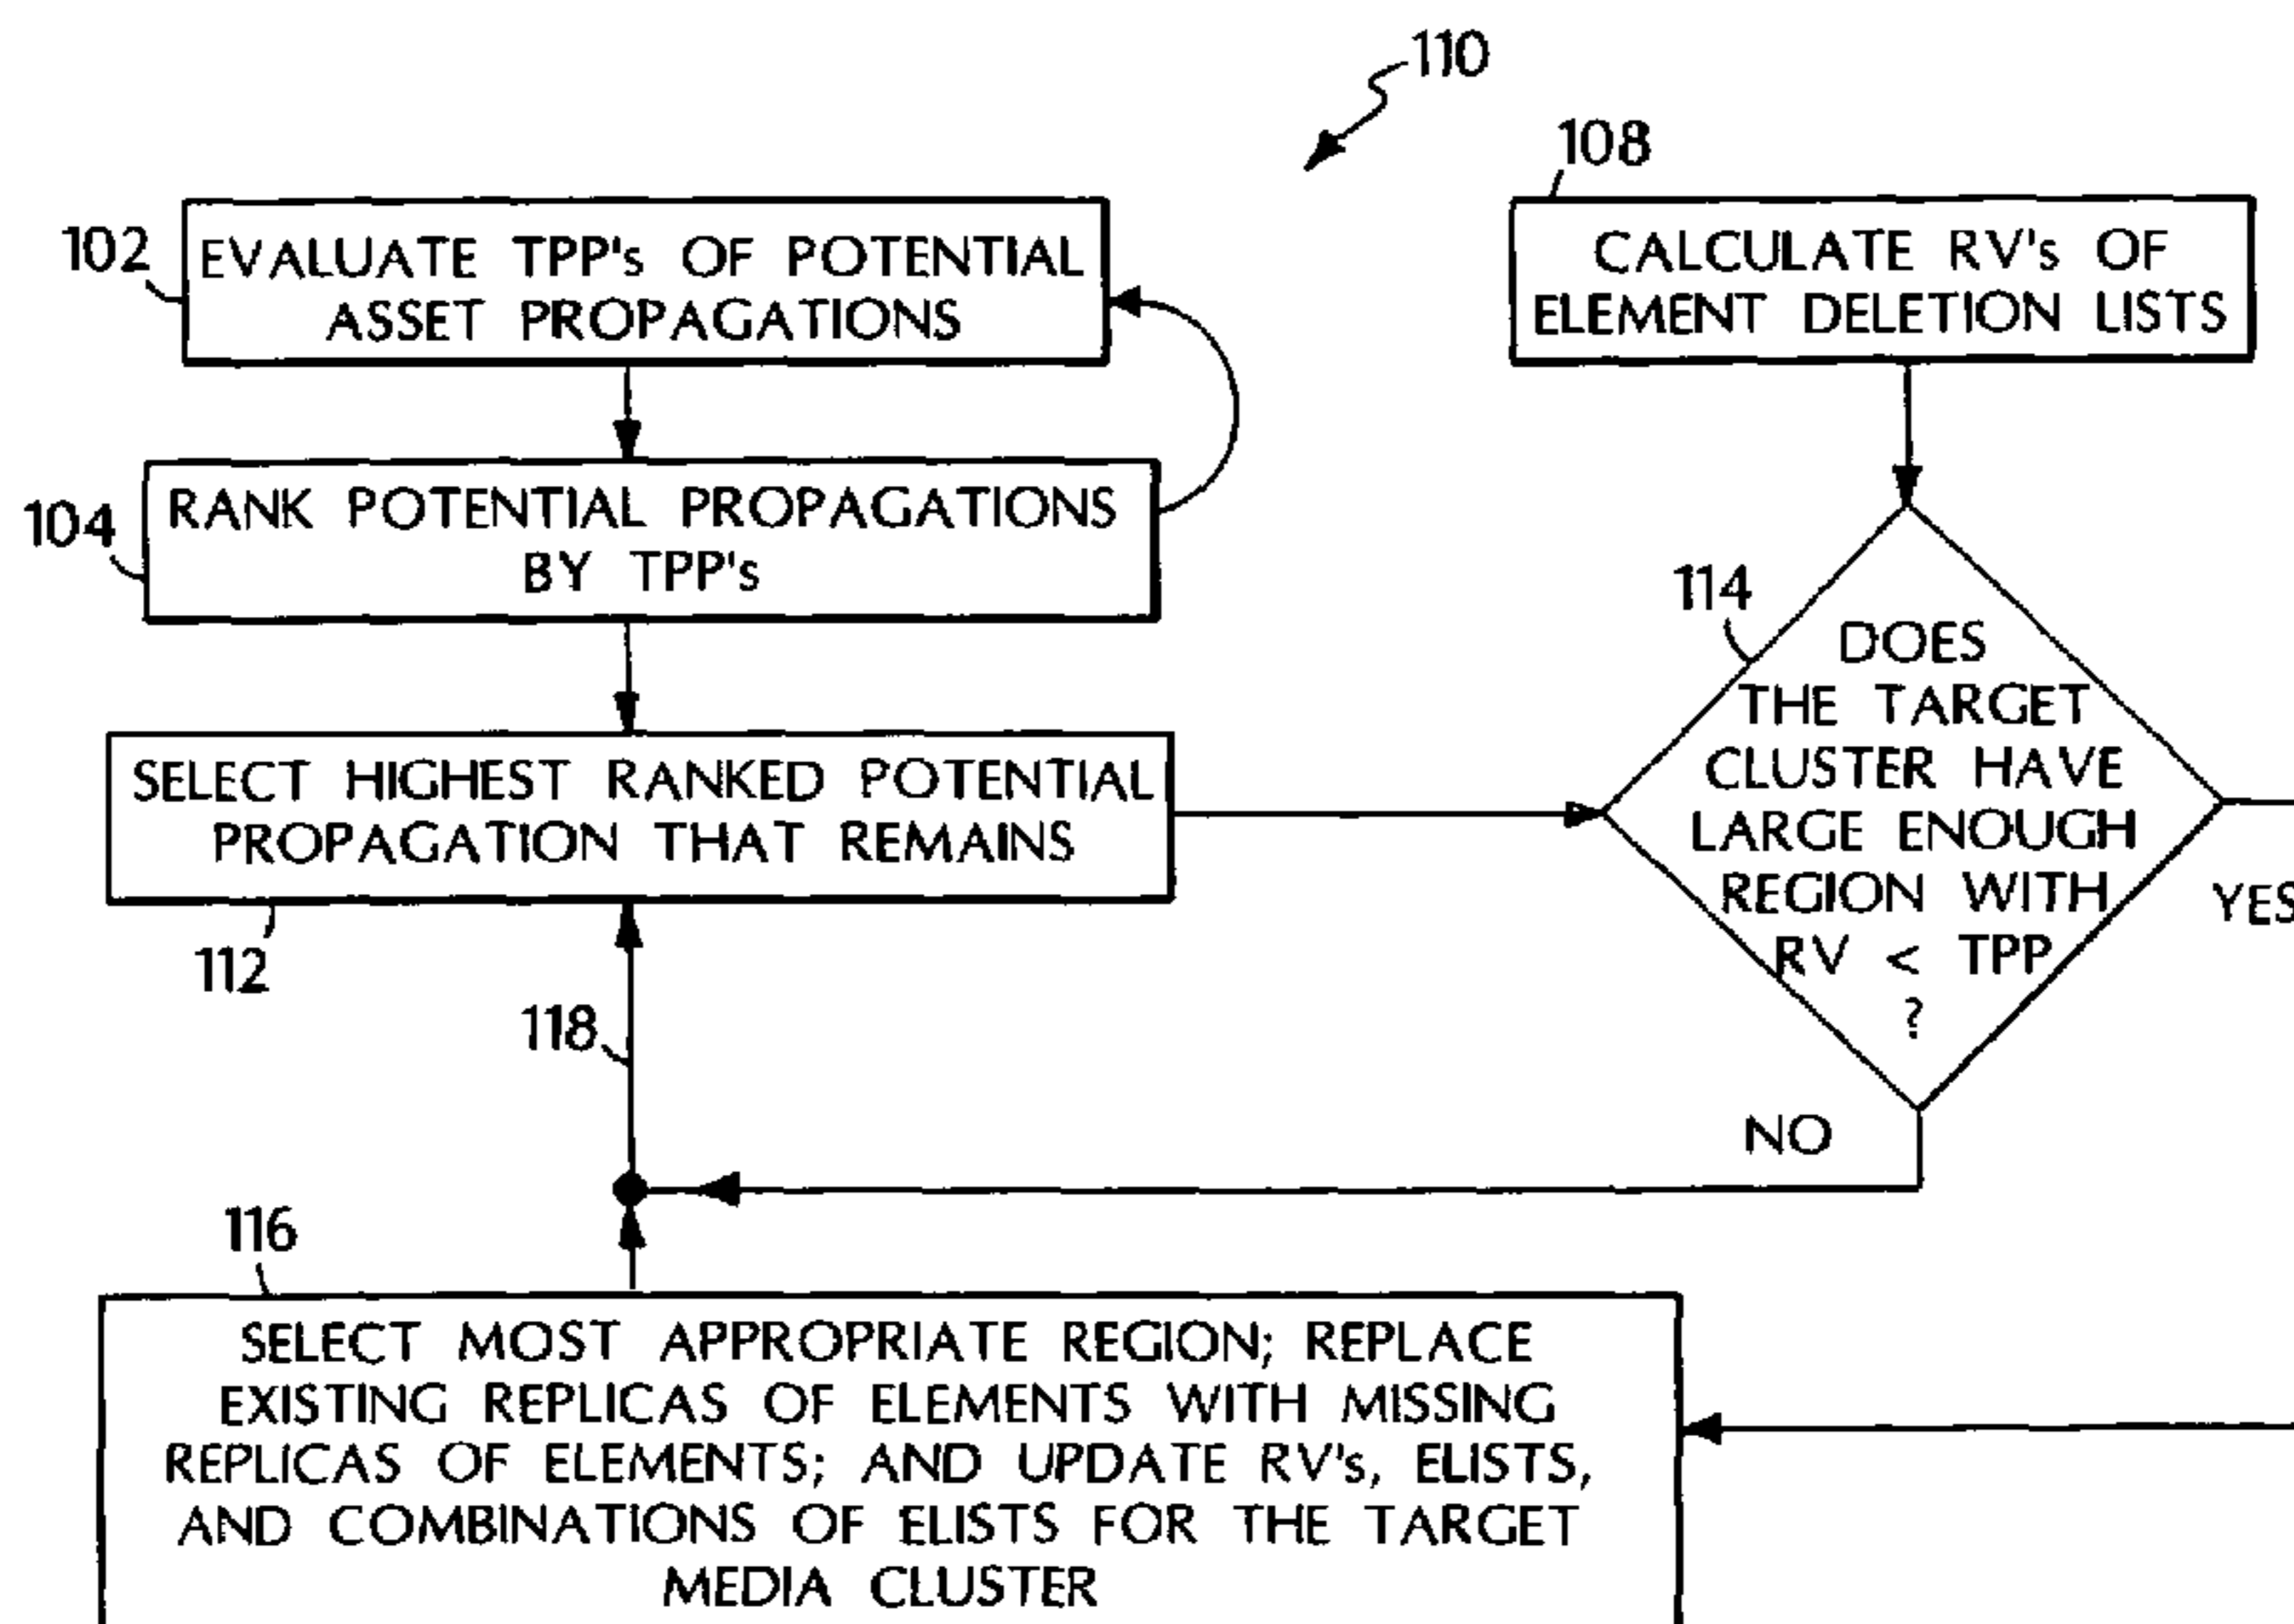 110
108
102
EVALUATE TPP's OF POTENTIAL
ASSET PROPAGATIONS
CALCULATE RV's OF
ELEMENT DELETION LISTS
104
RANK POTENTIAL PROPAGATIONS
BY TPP's
114
DOES
THE TARGET
CLUSTER HAVE
LARGE ENOUGH
REGION WITH
RV < TPP
?
YES
SELECT HIGHEST RANKED POTENTIAL
PROPAGATION THAT REMAINS
112
118
NO
116
SELECT MOST APPROPRIATE REGION; REPLACE
EXISTING REPLICAS OF ELEMENTS WITH MISSING
REPLICAS OF ELEMENTS; AND UPDATE RV's, ELISTS,
AND COMBINATIONS OF ELISTS FOR THE TARGET
MEDIA CLUSTER